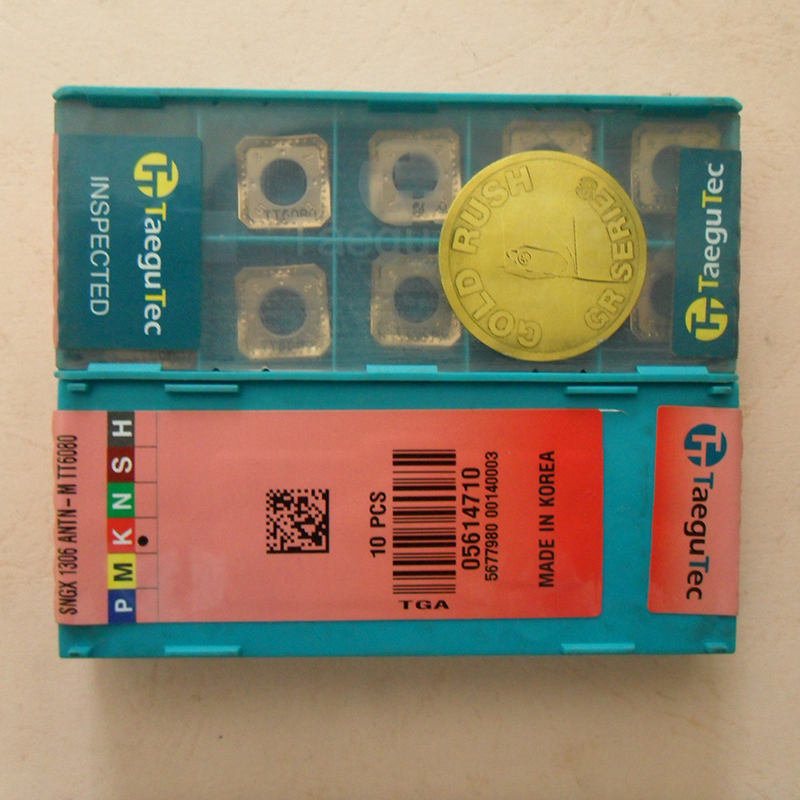 TaeguTec
INSPECTED
TT6080
GOLD RUSH
GR SERIES
TaeguTec
SNGX 1306 ANTN-M TT6080
P M K N S H
10 PCS
TGA
05614710
5677980 00140003
MADE IN KOREA
TaeguTec